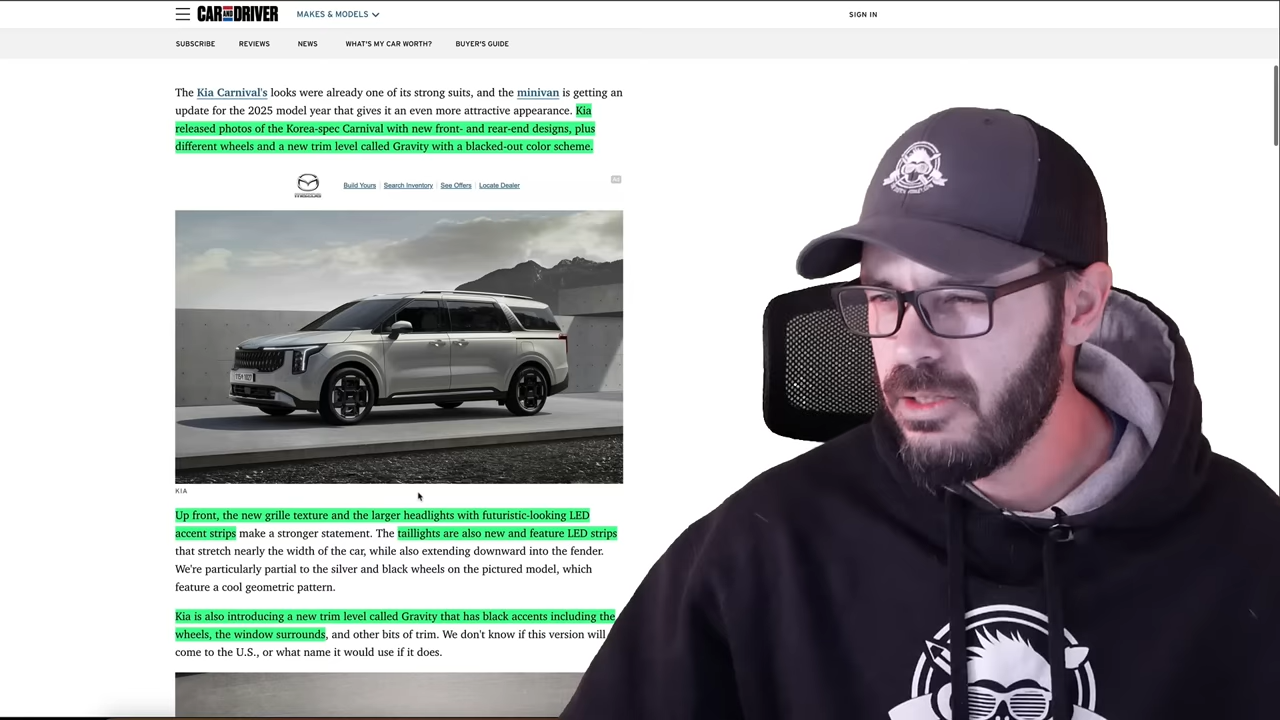 CAR AND DRIVER
MAKES & MODELS
SIGN IN
SUBSCRIBE
REVIEWS
NEWS
WHAT'S MY CAR WORTH?
BUYER'S GUIDE
The Kia Carnival's looks were already one of its strong suits, and the minivan is getting an
update for the 2025 model year that gives it an even more attractive appearance. Kia
released photos of the Korea-spec Carnival with new front- and rear-end designs, plus
different wheels and a new trim level called Gravity with a blacked-out color scheme.
Build Yours
Search Inventory
See Offers
Locate Dealer
KIA
Up front, the new grille texture and the larger headlights with futuristic-looking LED
accent strips make a stronger statement. The taillights are also new and feature LED strips
that stretch nearly the width of the car, while also extending downward into the fender.
We're particularly partial to the silver and black wheels on the pictured model, which
feature a cool geometric pattern.
Kia is also introducing a new trim level called Gravity that has black accents including the
wheels, the window surrounds, and other bits of trim. We don't know if this version will
come to the U.S., or what name it would use if it does.